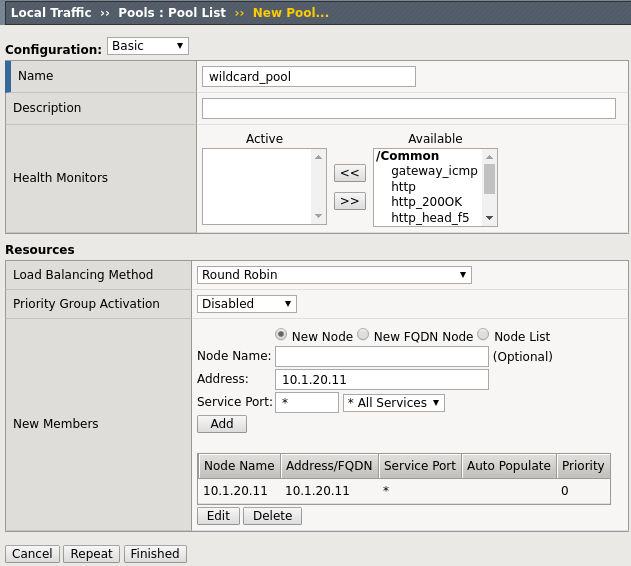 Local Traffic ›› Pools : Pool List ›› New Pool...
Configuration: Basic
Name wildcard_pool
Description
Health Monitors
Active Available
/Common
gateway_icmp
<< http
http_200OK
>> http_head_f5
Resources
Load Balancing Method Round Robin
Priority Group Activation Disabled
New Members
New Node New FQDN Node Node List
Node Name: (Optional)
Address: 10.1.20.11
Service Port: * * All Services
Add
Node Name Address/FQDN Service Port Auto Populate Priority
10.1.20.11 10.1.20.11 * 0
Edit Delete
Cancel Repeat Finished